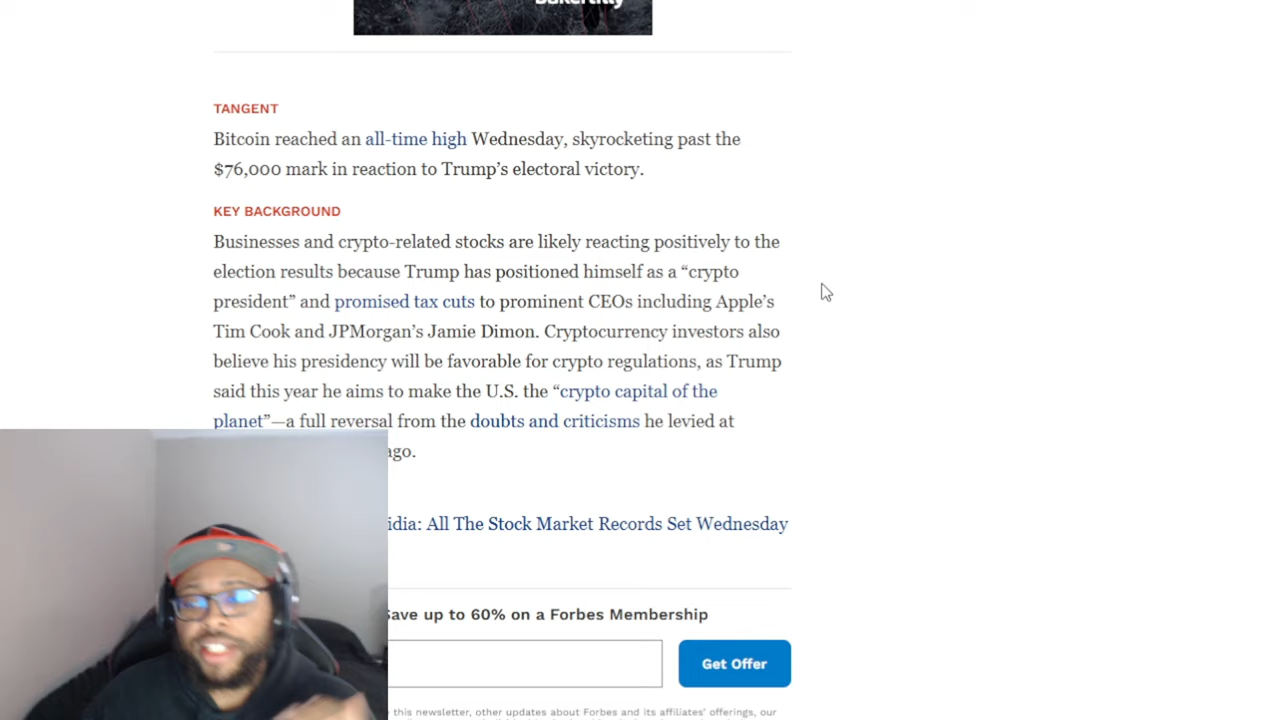 TANGENT
Bitcoin reached an all-time high Wednesday, skyrocketing past the
$76,000 mark in reaction to Trump’s electoral victory.
KEY BACKGROUND
Businesses and crypto-related stocks are likely reacting positively to the
election results because Trump has positioned himself as a “crypto
president” and promised tax cuts to prominent CEOs including Apple’s
Tim Cook and JPMorgan’s Jamie Dimon. Cryptocurrency investors also
believe his presidency will be favorable for crypto regulations, as Trump
said this year he aims to make the U.S. the “crypto capital of the
planet”—a full reversal from the doubts and criticisms he levied at
ago.
idia: All The Stock Market Records Set Wednesday
Save up to 60% on a Forbes Membership
Get Offer
this newsletter, other updates about Forbes and its affiliates’ offerings, our